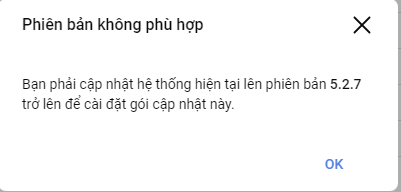 Phiên bản không phù hợp
Bạn phải cập nhật hệ thống hiện tại lên phiên bản 5.2.7
trở lên để cài đặt gói cập nhật này.
OK